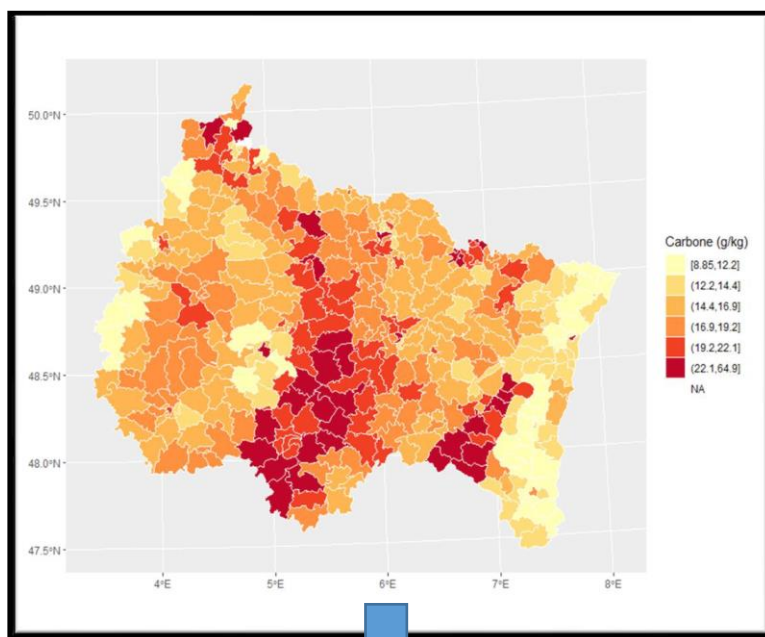 50.0°N
49.5°N
49.0°N
48.5°N
48.0°N
47.5°N
4°E
5°E
6°E
7°E
8°E
Carbone (g/kg)
[8.85,12.2]
(12.2,14.4]
(14.4,16.9]
(16.9,19.2]
(19.2,22.1]
(22.1,64.9]
NA